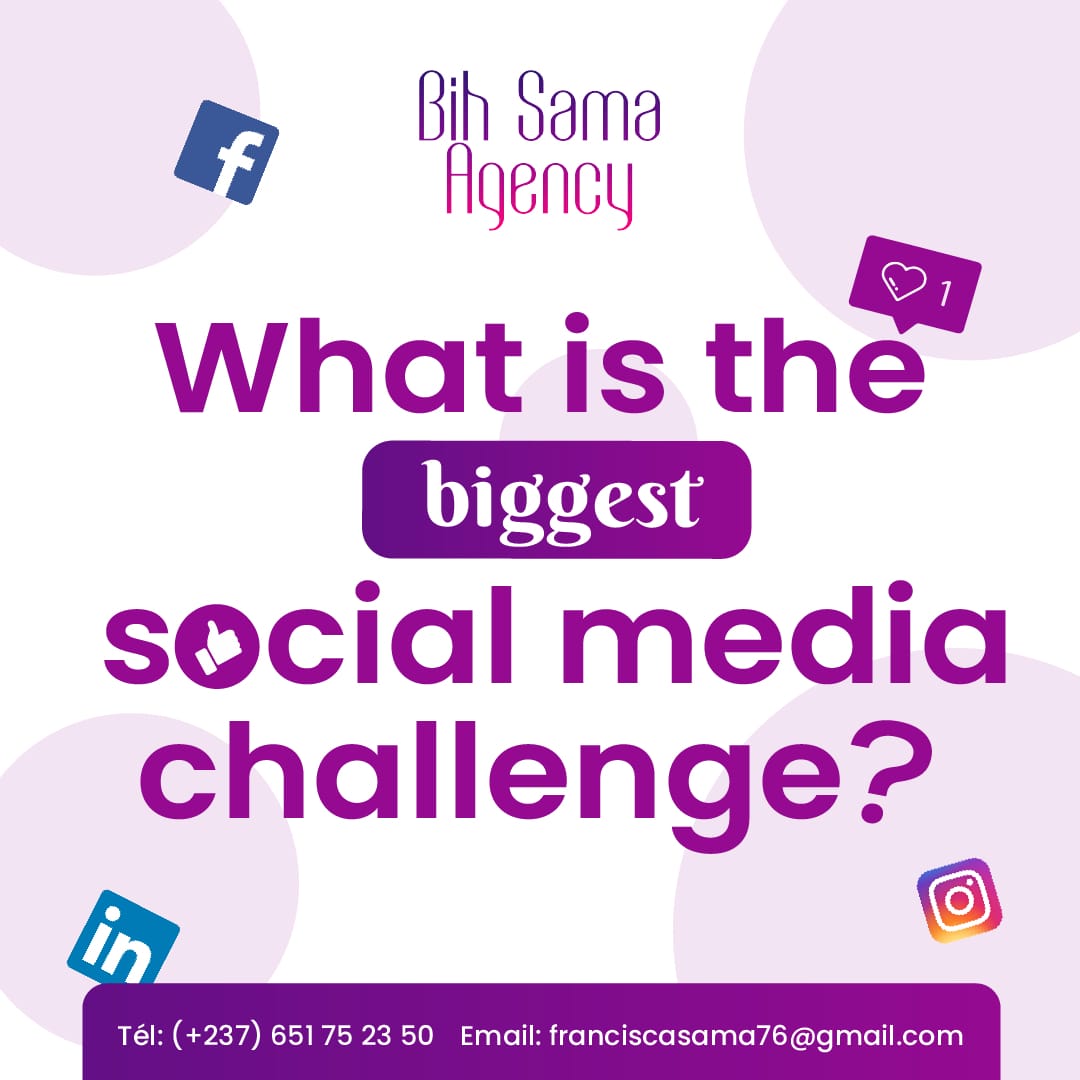 Bih Sama
Agency
f
1
What is the
biggest
social media
challenge?
in
Tél: (+237) 651 75 23 50 Email: franciscasama76@gmail.com